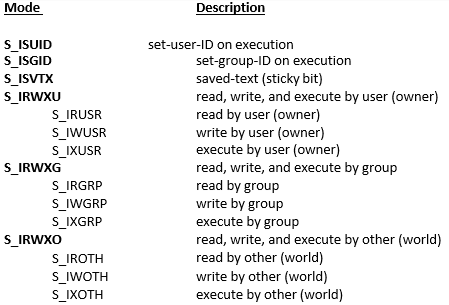 Mode Description
S_ISUID set-user-ID on execution
S_ISGID set-group-ID on execution
S_ISVTX saved-text (sticky bit)
S_IRWXU read, write, and execute by user (owner)
S_IRUSR read by user (owner)
S_IWUSR write by user (owner)
S_IXUSR execute by user (owner)
S_IRWXG read, write, and execute by group
S_IRGRP read by group
S_IWGRP write by group
S_IXGRP execute by group
S_IRWXO read, write, and execute by other (world)
S_IROTH read by other (world)
S_IWOTH write by other (world)
S_IXOTH execute by other (world)